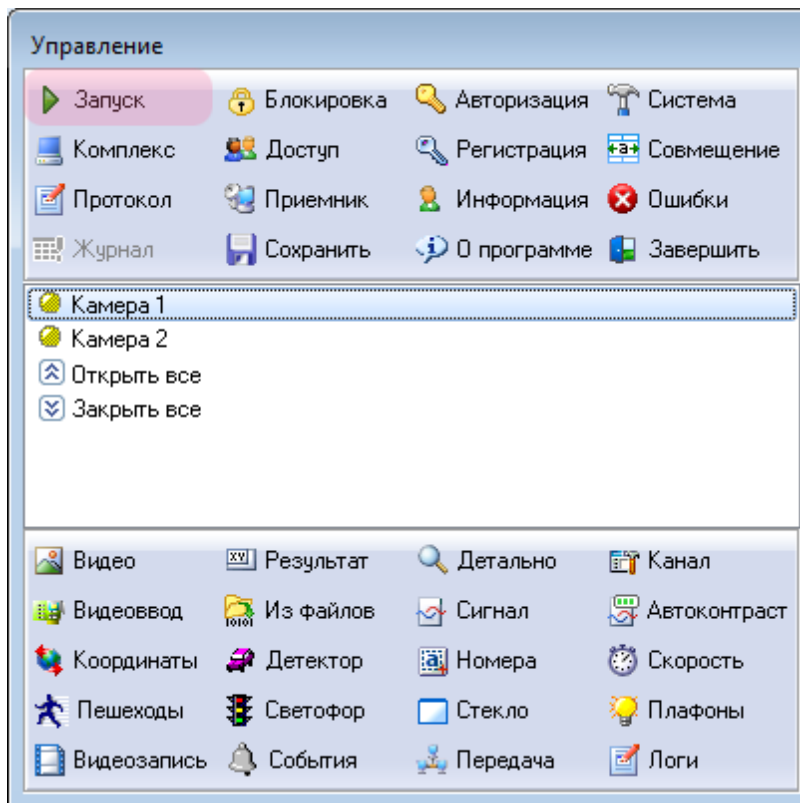 Управление
Запуск Блокировка Авторизация Система
Комплекс Доступ Регистрация Совмещение
Протокол Приемник Информация Ошибки
Журнал Сохранить О программе Завершить
Камера 1
Камера 2
Открыть все
Закрыть все
Видео Результат Детально Канал
Видеоввод Из файлов Сигнал Автоконтраст
Координаты Детектор Номера Скорость
Пешеходы Светофор Стекло Плафоны
Видеозапись События Передача Логи